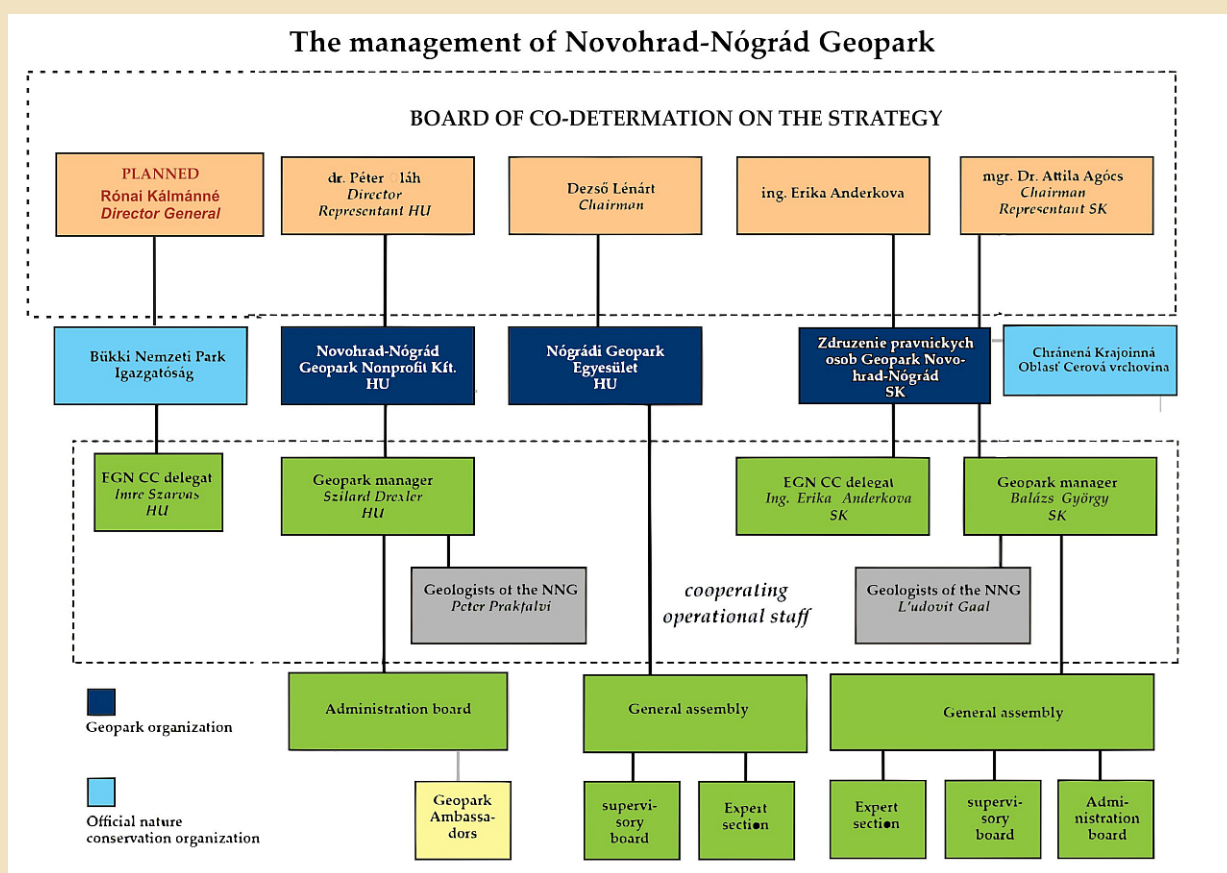 The management of Novohrad-Nógrád Geopark
BOARD OF CO-DETERMATION ON THE STRATEGY
PLANNED
Rónai Kálmánné
Director General
dr. Péter láh
Director
Representant HU
Dezső Lénárt
Chairman
ing. Erika Anderkova
mgr. Dr. Attila Agócs
Chairman
Representant SK
Bükki Nemzeti Park
Igazgatóság
Novohrad-Nógrád
Geopark Nonprofit Kft.
HU
Nógrádi Geopark
Egyesület
HU
Zdruzenie pravnickych
osob Geopark Novo-
hrad-Nógrád
SK
Chránená Krajoinná
Oblasť Cerová vrchovina
EGN CC delegat
Imre Szarvas
HU
Geopark manager
Szilard Drexler
HU
EGN CC delegat
Ing. Erika Anderkova
SK
Geopark manager
Balázs György
SK
Geologists of the NNG
Peter Prakfalvi
cooperating
operational staff
Geologists of the NNG
L'udovit Gaal
Geopark organization
Administration board
General assembly
General assembly
Official nature
conservation organization
Geopark
Ambassa-
dors
supervi-
sory
board
Expert
section
Expert
section
supervi-
sory
board
Admi-
nistration
board